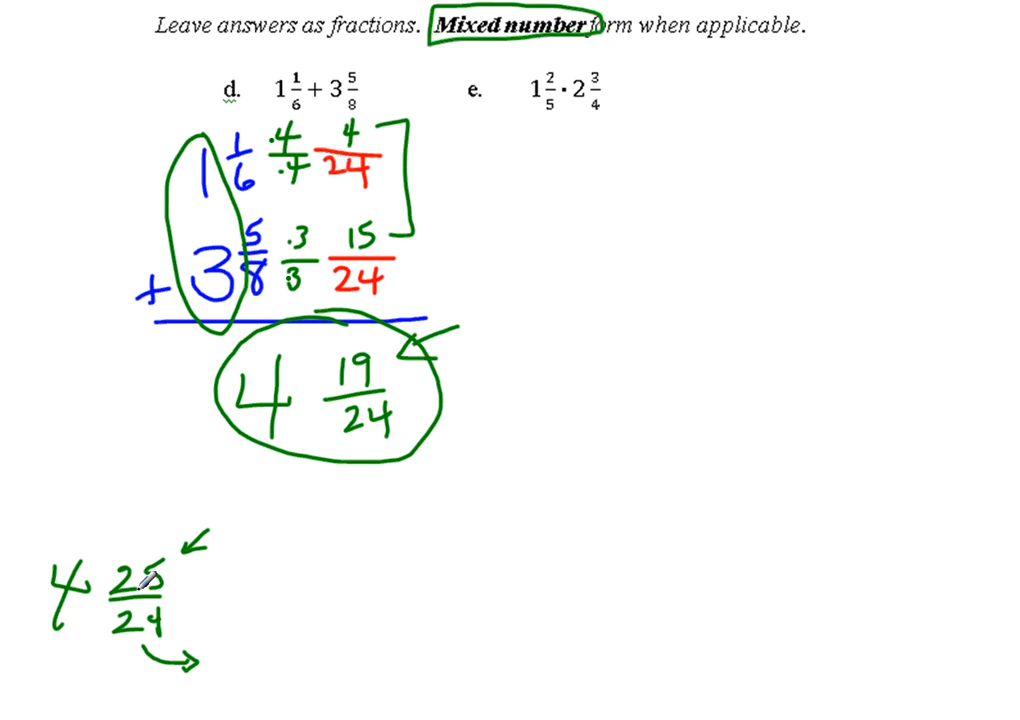 Leave answers as fractions. Mixed number form when applicable.
d. 1 1/6 + 3 5/8 e. 1 2/5 · 2 3/4
1 1/6 ·4/·4 4/24
+ 3 5/8 ·3/·3 15/24
4 19/24
4 25/24